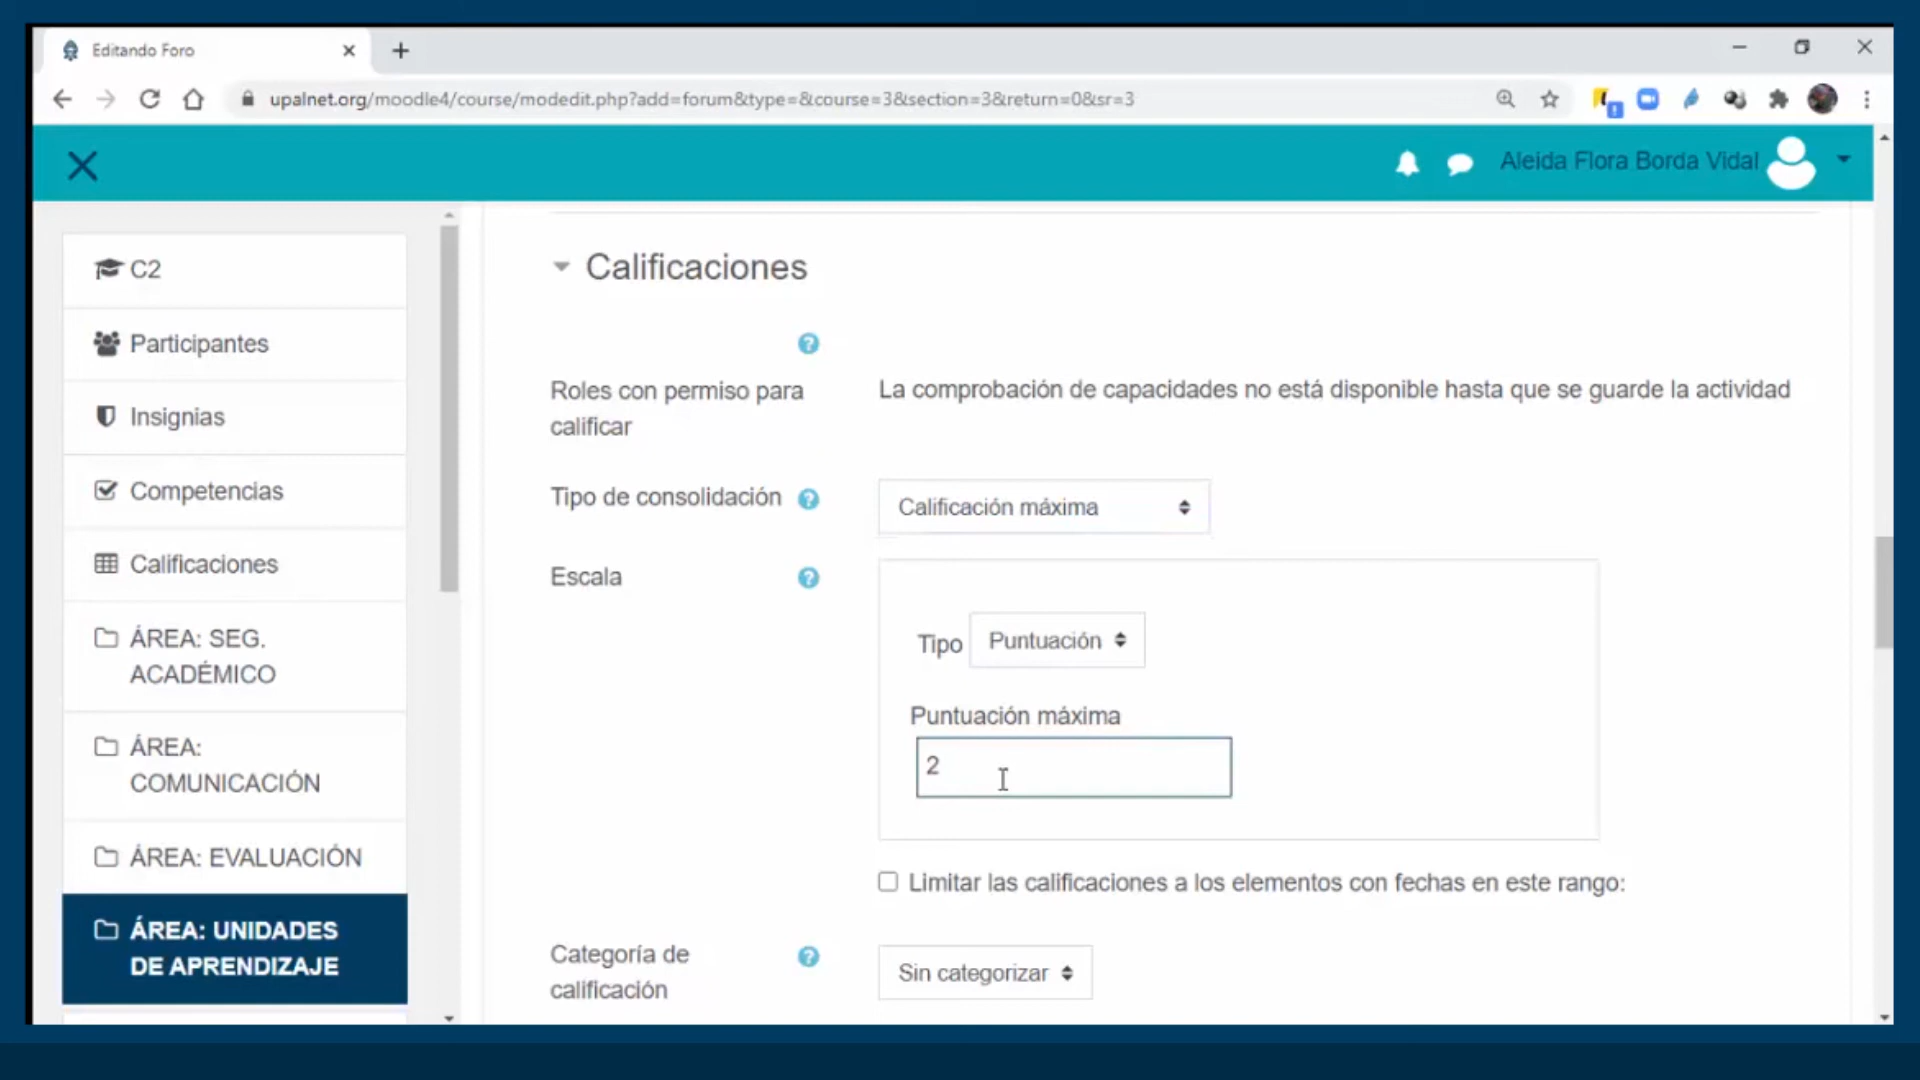 Editando Foro
upalnet.org/moodle4/course/modedit.php?add=forum&type=&course=3&section=3&return=0&sr=3
Aleida Flora Borda Vidal
C2
Participantes
Insignias
Competencias
Calificaciones
ÁREA: SEG.
ACADÉMICO
ÁREA:
COMUNICACIÓN
ÁREA: EVALUACIÓN
ÁREA: UNIDADES
DE APRENDIZAJE
Calificaciones
Roles con permiso para
calificar
La comprobación de capacidades no está disponible hasta que se guarde la actividad
Tipo de consolidación
Calificación máxima
Escala
Tipo Puntuación
Puntuación máxima
2
Limitar las calificaciones a los elementos con fechas en este rango:
Categoría de
calificación
Sin categorizar